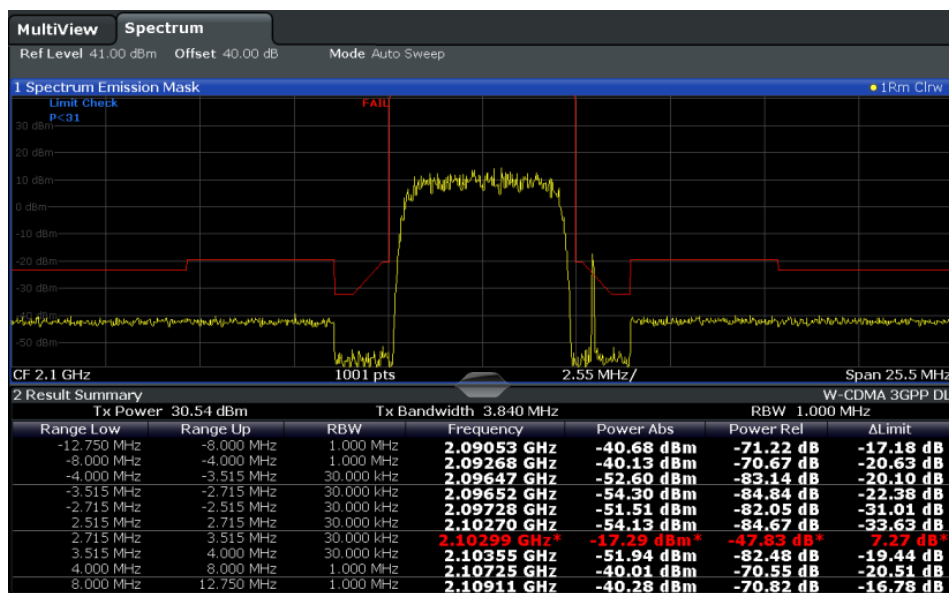 MultiView Spectrum
Ref Level 41.00 dBm Offset 40.00 dB Mode Auto Sweep
1 Spectrum Emission Mask 1Rm Clrw
Limit Check FAIL
P<31
30 dBm
20 dBm
10 dBm
0 dBm
-10 dBm
-20 dBm
-30 dBm
-40 dBm
-50 dBm
CF 2.1 GHz 1001 pts 2.55 MHz/ Span 25.5 MHz
2 Result Summary W-CDMA 3GPP DL
Tx Power 30.54 dBm Tx Bandwidth 3.840 MHz RBW 1.000 MHz
Range Low Range Up RBW Frequency Power Abs Power Rel ΔLimit
-12.750 MHz -8.000 MHz 1.000 MHz 2.09053 GHz -40.68 dBm -71.22 dB -17.18 dB
-8.000 MHz -4.000 MHz 1.000 MHz 2.09268 GHz -40.13 dBm -70.67 dB -20.63 dB
-4.000 MHz -3.515 MHz 30.000 kHz 2.09647 GHz -52.60 dBm -83.14 dB -20.10 dB
-3.515 MHz -2.715 MHz 30.000 kHz 2.09652 GHz -54.30 dBm -84.84 dB -22.38 dB
-2.715 MHz -2.515 MHz 30.000 kHz 2.09728 GHz -51.51 dBm -82.05 dB -31.01 dB
2.515 MHz 2.715 MHz 30.000 kHz 2.10270 GHz -54.13 dBm -84.67 dB -33.63 dB
2.715 MHz 3.515 MHz 30.000 kHz 2.10299 GHz* -17.29 dBm* -47.83 dB* 7.27 dB*
3.515 MHz 4.000 MHz 30.000 kHz 2.10355 GHz -51.94 dBm -82.48 dB -19.44 dB
4.000 MHz 8.000 MHz 1.000 MHz 2.10725 GHz -40.01 dBm -70.55 dB -20.51 dB
8.000 MHz 12.750 MHz 1.000 MHz 2.10911 GHz -40.28 dBm -70.82 dB -16.78 dB